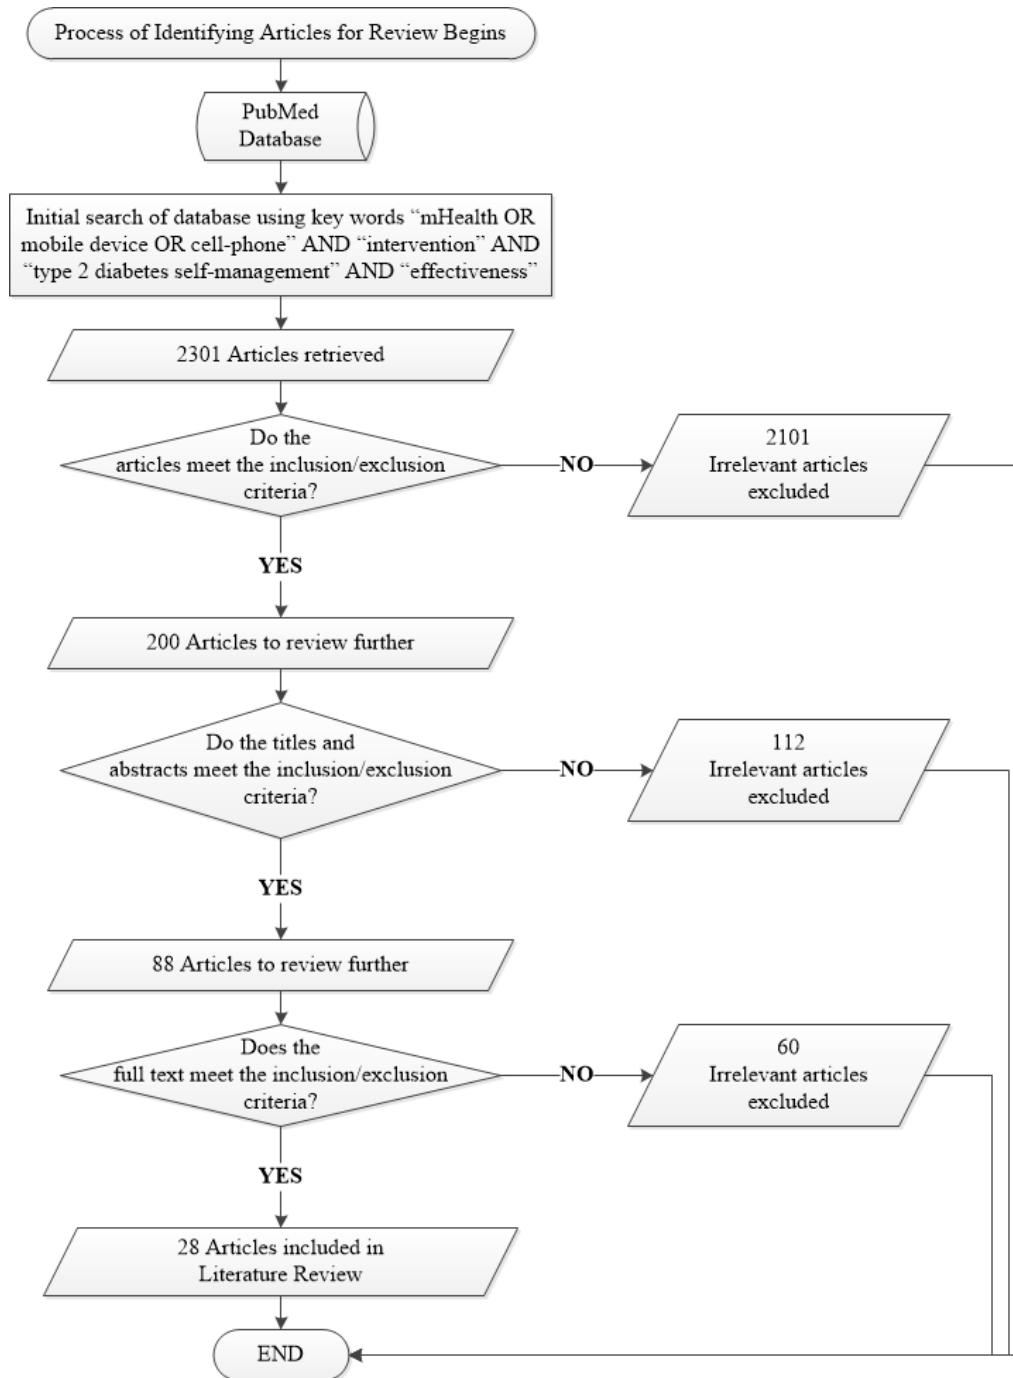 Process of Identifying Articles for Review Begins
PubMed
Database
Initial search of database using key words “mHealth OR
mobile device OR cell-phone” AND “intervention” AND
“type 2 diabetes self-management” AND “effectiveness”
2301 Articles retrieved
Do the
articles meet the inclusion/exclusion
criteria?
NO
2101
Irrelevant articles
excluded
YES
200 Articles to review further
Do the titles and
abstracts meet the inclusion/exclusion
criteria?
NO
112
Irrelevant articles
excluded
YES
88 Articles to review further
Does the
full text meet the inclusion/exclusion
criteria?
NO
60
Irrelevant articles
excluded
YES
28 Articles included in
Literature Review
END